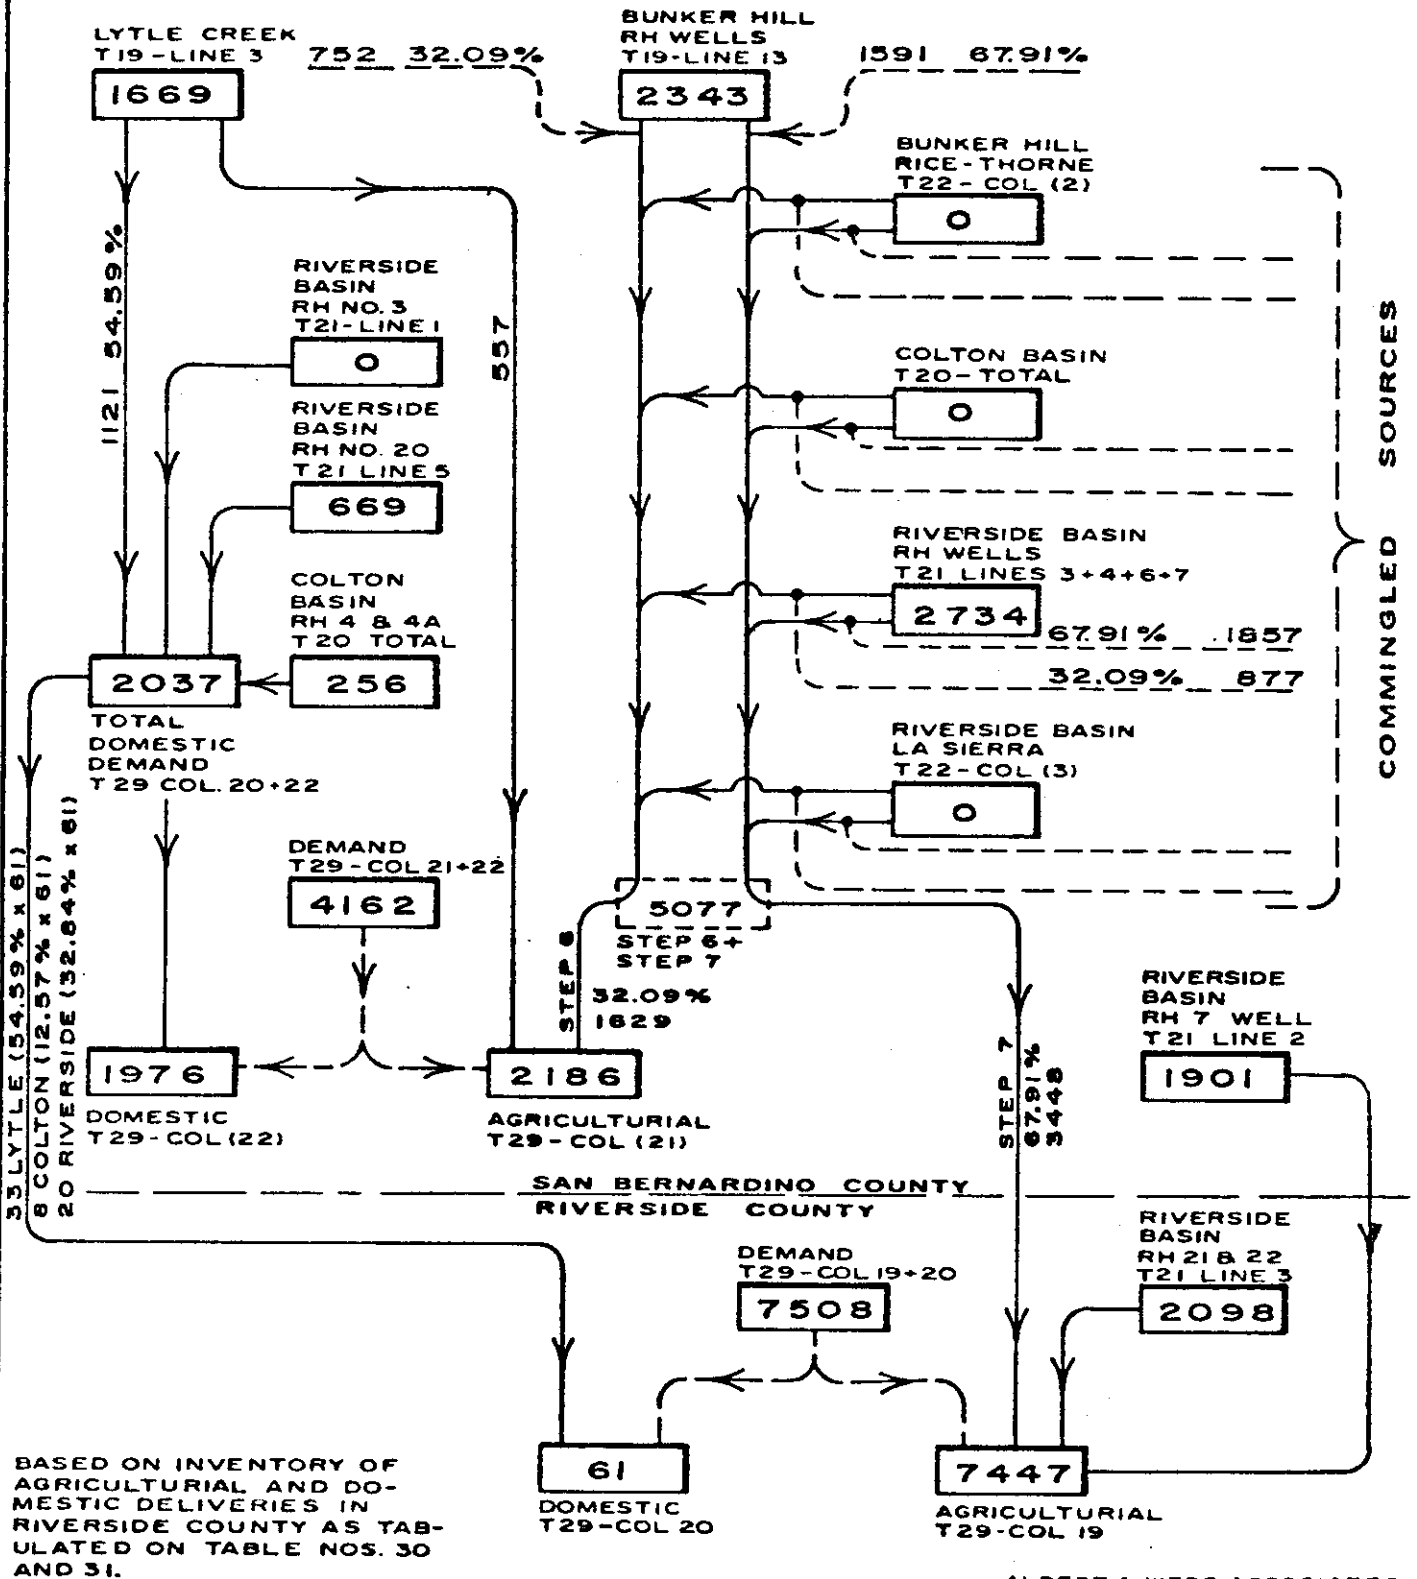 LYTLE CREEK
T19-LINE 3
1669
752 32.09%
BUNKER HILL
RH WELLS
T19-LINE 13
2343
1591 67.91%
BUNKER HILL
RICE-THORNE
T22-COL (2)
0
1121 54.59%
557
RIVERSIDE
BASIN
RH NO. 3
T21-LINE 1
0
COLTON BASIN
T20-TOTAL
0
RIVERSIDE
BASIN
RH NO. 20
T21 LINE 5
669
COMMINGLED SOURCES
RIVERSIDE BASIN
RH WELLS
T21 LINES 3+4+6+7
2734
67.91% 1857
32.09% 877
COLTON
BASIN
RH 4 & 4A
T20 TOTAL
256
2037
TOTAL
DOMESTIC
DEMAND
T29 COL. 20+22
RIVERSIDE BASIN
LA SIERRA
T22-COL (3)
0
DEMAND
T29-COL 21+22
4162
5077
STEP 6+
STEP 7
STEP 6
32.09%
1629
33 LYTLE (54.59% x 61)
8 COLTON (12.57% x 61)
20 RIVERSIDE (32.84% x 61)
1976
DOMESTIC
T29-COL (22)
2186
AGRICULTURIAL
T29-COL (21)
STEP 7
67.91%
3448
RIVERSIDE
BASIN
RH 7 WELL
T21 LINE 2
1901
SAN BERNARDINO COUNTY
RIVERSIDE COUNTY
DEMAND
T29-COL 19+20
7508
RIVERSIDE
BASIN
RH 21 & 22
T21 LINE 3
2098
61
DOMESTIC
T29-COL 20
7447
AGRICULTURIAL
T29-COL 19
BASED ON INVENTORY OF
AGRICULTURIAL AND DO-
MESTIC DELIVERIES IN
RIVERSIDE COUNTY AS TAB-
ULATED ON TABLE NOS. 30
AND 31.